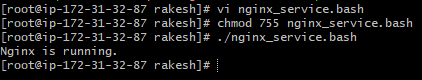 [root@ip-172-31-32-87 rakesh]# vi nginx_service.bash
[root@ip-172-31-32-87 rakesh]# chmod 755 nginx_service.bash
[root@ip-172-31-32-87 rakesh]# ./nginx_service.bash
Nginx is running.
[root@ip-172-31-32-87 rakesh]#